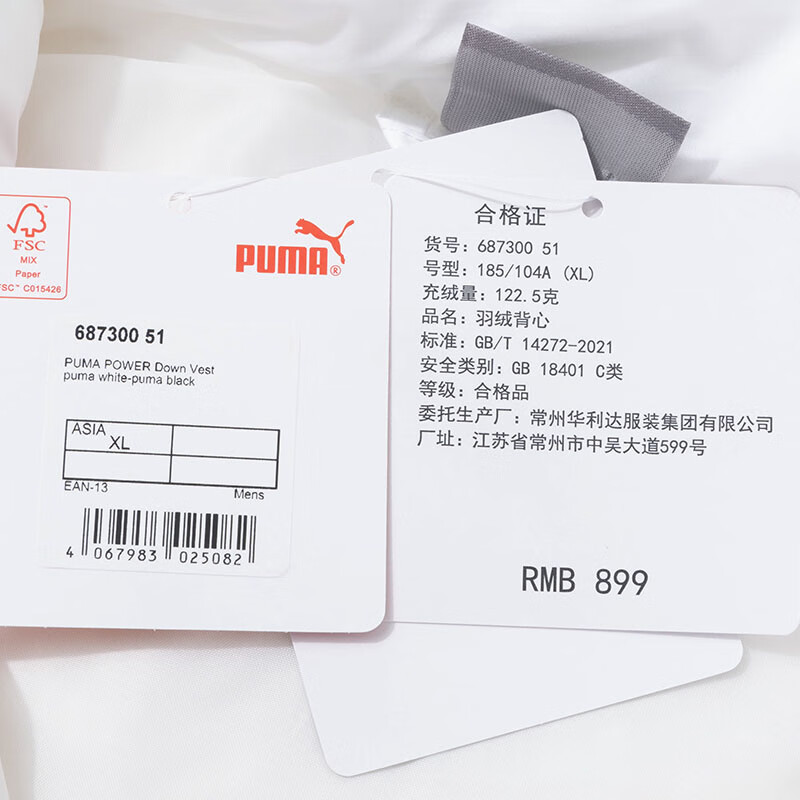 FSC
MIX
Paper
FSC™ C015426
PUMA®
687300 51
PUMA POWER Down Vest
puma white-puma black
ASIA
XL
EAN-13
Mens
4 067983 025082
合格证
货号: 687300 51
号型: 185/104A (XL)
充绒量: 122.5克
品名: 羽绒背心
标准: GB/T 14272-2021
安全类别: GB 18401 C类
等级: 合格品
委托生产厂: 常州华利达服装集团有限公司
厂址: 江苏省常州市中吴大道599号
RMB 899